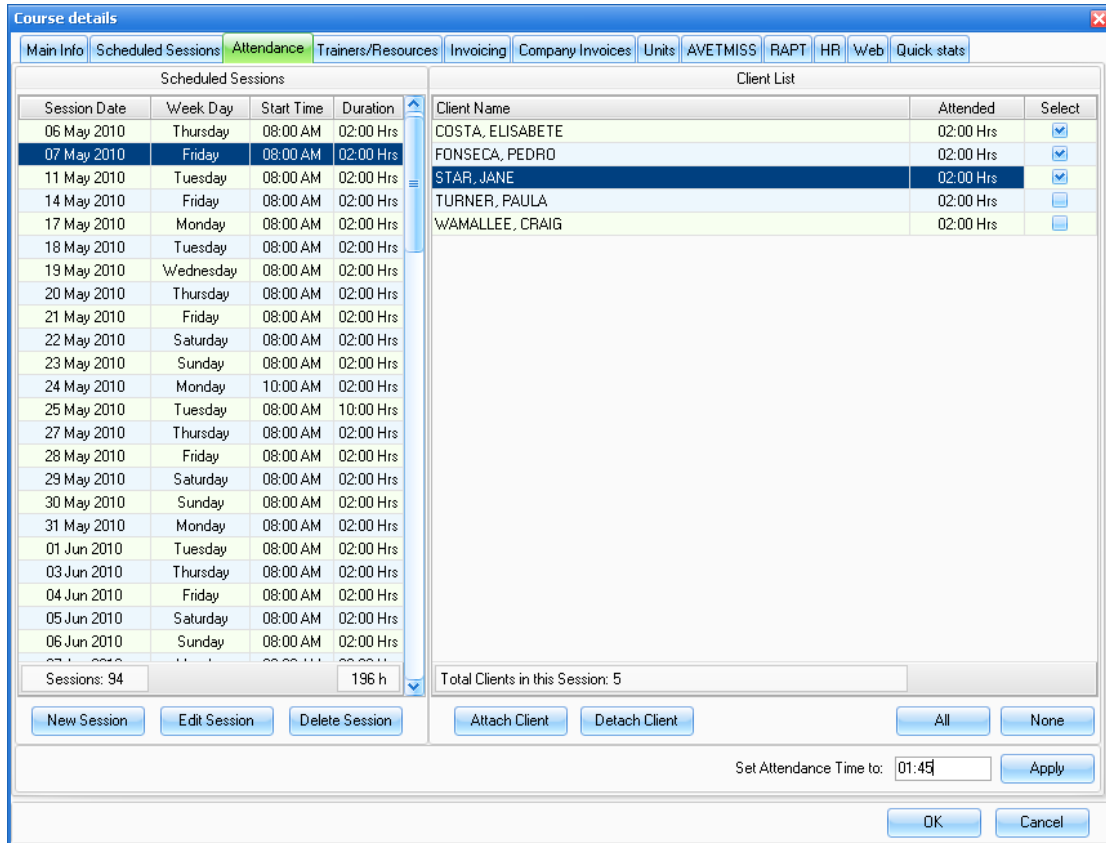 Course details
Main Info Scheduled Sessions Attendance Trainers/Resources Invoicing Company Invoices Units AVETMISS RAPT HR Web Quick stats
Scheduled Sessions
Session Date Week Day Start Time Duration
06 May 2010 Thursday 08:00 AM 02:00 Hrs
07 May 2010 Friday 08:00 AM 02:00 Hrs
11 May 2010 Tuesday 08:00 AM 02:00 Hrs
14 May 2010 Friday 08:00 AM 02:00 Hrs
17 May 2010 Monday 08:00 AM 02:00 Hrs
18 May 2010 Tuesday 08:00 AM 02:00 Hrs
19 May 2010 Wednesday 08:00 AM 02:00 Hrs
20 May 2010 Thursday 08:00 AM 02:00 Hrs
21 May 2010 Friday 08:00 AM 02:00 Hrs
22 May 2010 Saturday 08:00 AM 02:00 Hrs
23 May 2010 Sunday 08:00 AM 02:00 Hrs
24 May 2010 Monday 10:00 AM 02:00 Hrs
25 May 2010 Tuesday 08:00 AM 10:00 Hrs
27 May 2010 Thursday 08:00 AM 02:00 Hrs
28 May 2010 Friday 08:00 AM 02:00 Hrs
29 May 2010 Saturday 08:00 AM 02:00 Hrs
30 May 2010 Sunday 08:00 AM 02:00 Hrs
31 May 2010 Monday 08:00 AM 02:00 Hrs
01 Jun 2010 Tuesday 08:00 AM 02:00 Hrs
03 Jun 2010 Thursday 08:00 AM 02:00 Hrs
04 Jun 2010 Friday 08:00 AM 02:00 Hrs
05 Jun 2010 Saturday 08:00 AM 02:00 Hrs
06 Jun 2010 Sunday 08:00 AM 02:00 Hrs
Sessions: 94 196 h
New Session Edit Session Delete Session
Client List
Client Name Attended Select
COSTA, ELISABETE 02:00 Hrs
FONSECA, PEDRO 02:00 Hrs
STAR, JANE 02:00 Hrs
TURNER, PAULA 02:00 Hrs
WAMALLEE, CRAIG 02:00 Hrs
Total Clients in this Session: 5
Attach Client Detach Client All None
Set Attendance Time to: 01:45 Apply
OK Cancel